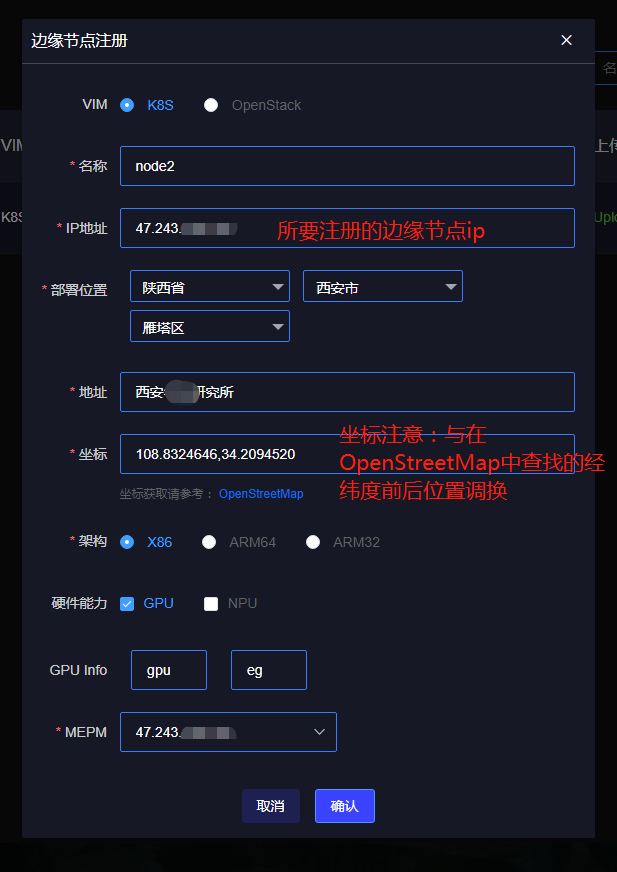 边缘节点注册
名
VIM K8S OpenStack
VIM
上传
* 名称 node2
K8S
Uplo
* IP地址 47.243. 所要注册的边缘节点ip
* 部署位置 陕西省 西安市
雁塔区
* 地址 西安 研究所
* 坐标 108.8324646,34.2094520
坐标注意：与在
OpenStreetMap中查找的经
纬度前后位置调换
坐标获取请参考： OpenStreetMap
* 架构 X86 ARM64 ARM32
硬件能力 GPU NPU
GPU Info gpu eg
* MEPM 47.243.
取消 确认